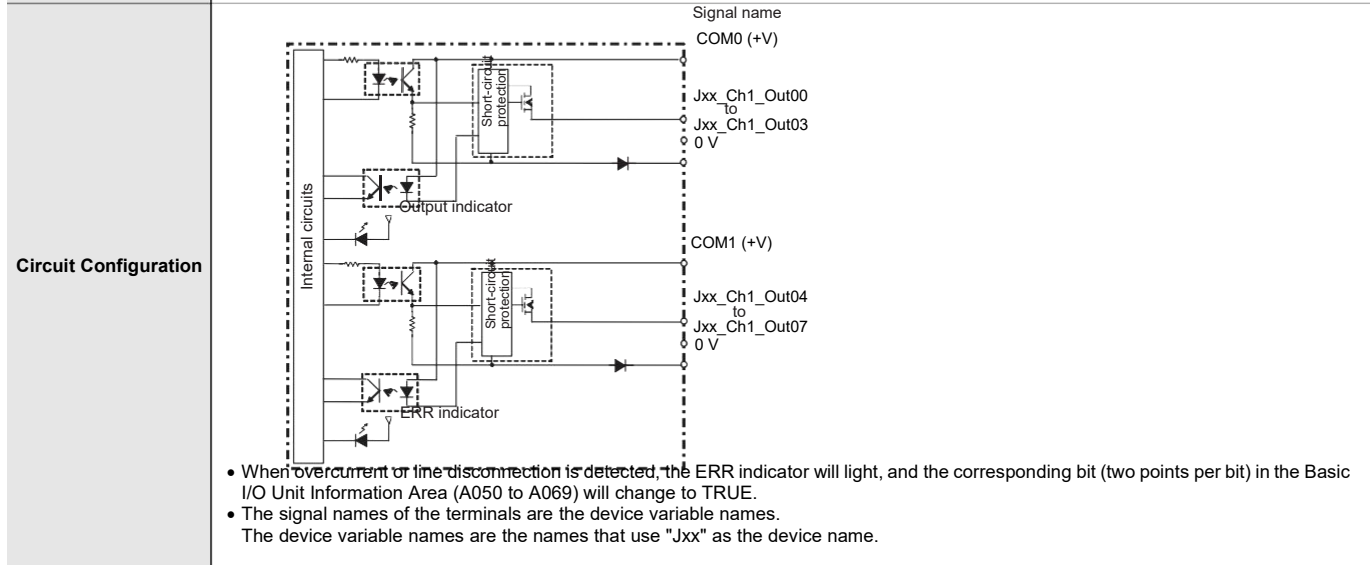 Signal name
COM0 (+V)
Short-circuit
protection
Jxx_Ch1_Out00
to
Jxx_Ch1_Out03
0 V
Internal circuits
Output indicator
Circuit Configuration
COM1 (+V)
Short-circuit
protection
Jxx_Ch1_Out04
to
Jxx_Ch1_Out07
0 V
ERR indicator
• When overcurrent or line disconnection is detected, the ERR indicator will light, and the corresponding bit (two points per bit) in the Basic
I/O Unit Information Area (A050 to A069) will change to TRUE.
• The signal names of the terminals are the device variable names.
The device variable names are the names that use "Jxx" as the device name.